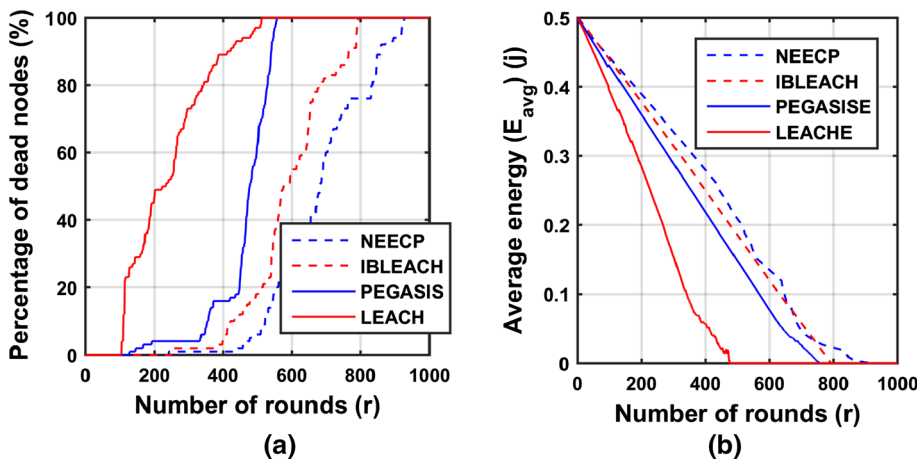 Percentage of dead nodes (%)
100
80
60
40
20
0
0 200 400 600 800 1000
Number of rounds (r)
NEECP
IBLEACH
PEGASIS
LEACH
(a)
Average energy (E_avg) (j)
0.5
0.4
0.3
0.2
0.1
0
0 200 400 600 800 1000
Number of rounds (r)
NEECP
IBLEACH
PEGASISE
LEACHE
(b)